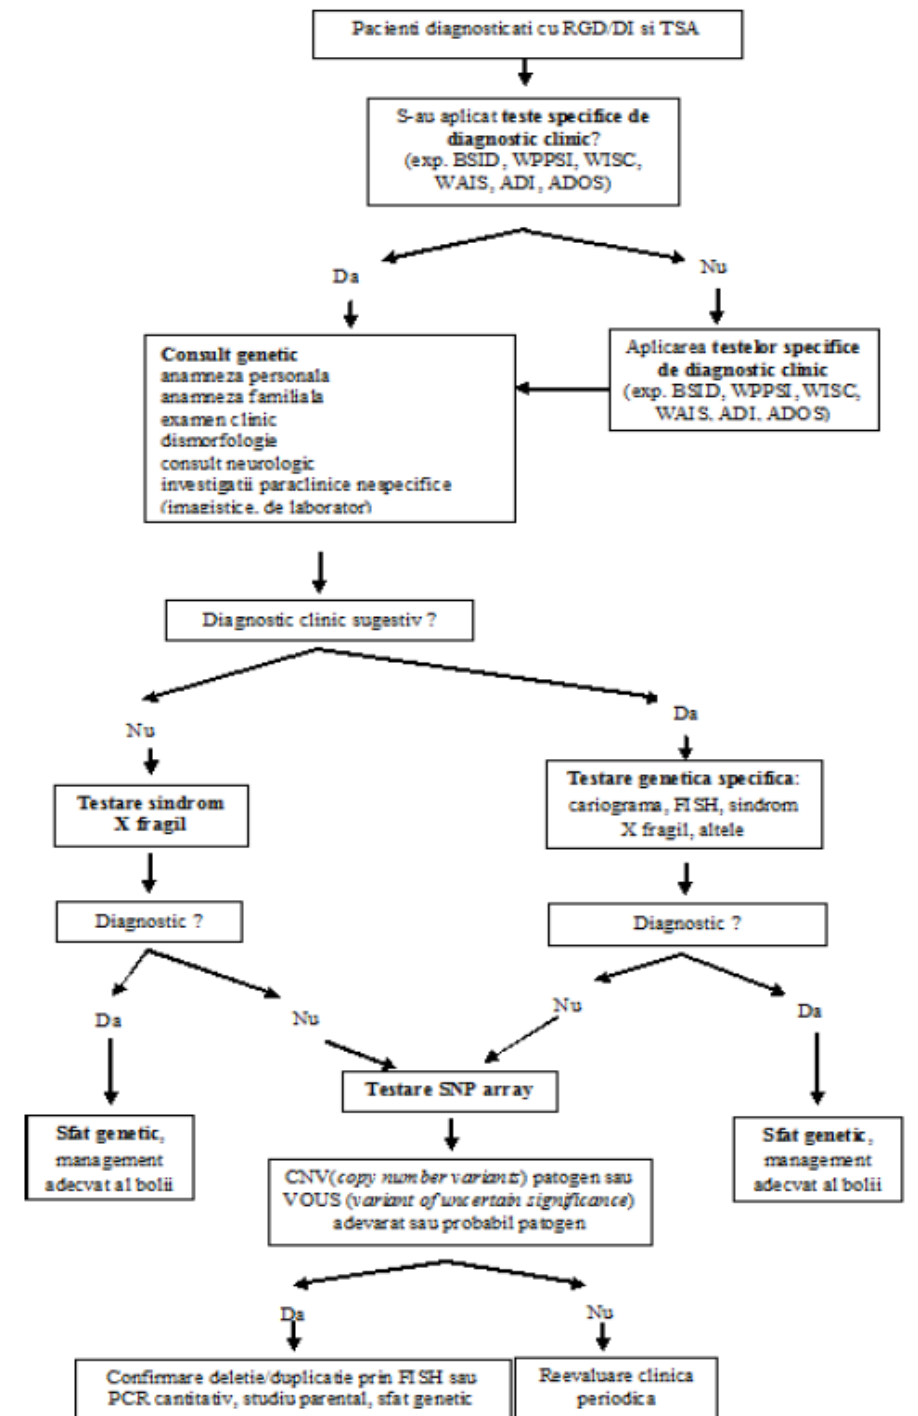 Pacienti diagnosticati cu RGD/DI si TSA
S-au aplicat teste specifice de
diagnostic clinic?
(exp. BSID, WPPSI, WISC,
WAIS, ADI, ADOS)
Da
Nu
Consult genetic
anamneza personala
anamneza familiala
examen clinic
dismorfologie
consult neurologic
investigatii paraclinice nespecifice
(imagistice, de laborator)
Aplicarea testelor specifice
de diagnostic clinic
(exp. BSID, WPPSI, WISC,
WAIS, ADI, ADOS)
Diagnostic clinic sugestiv ?
Nu
Da
Testare sindrom
X fragil
Testare genetica specifica:
cariograma, FISH, sindrom
X fragil, altele
Diagnostic ?
Diagnostic ?
Da
Nu
Nu
Da
Testare SNP array
Sfat genetic,
management
adecvat al bolii
Sfat genetic,
management
adecvat al bolii
CNV(copy number variants) patogen sau
VOUS (variant of uncertain significance)
adevarat sau probabil patogen
Da
Nu
Confirmare deletie/duplicatie prin FISH sau
PCR cantitativ, studiu parental, sfat genetic
Reevaluare clinica
periodica